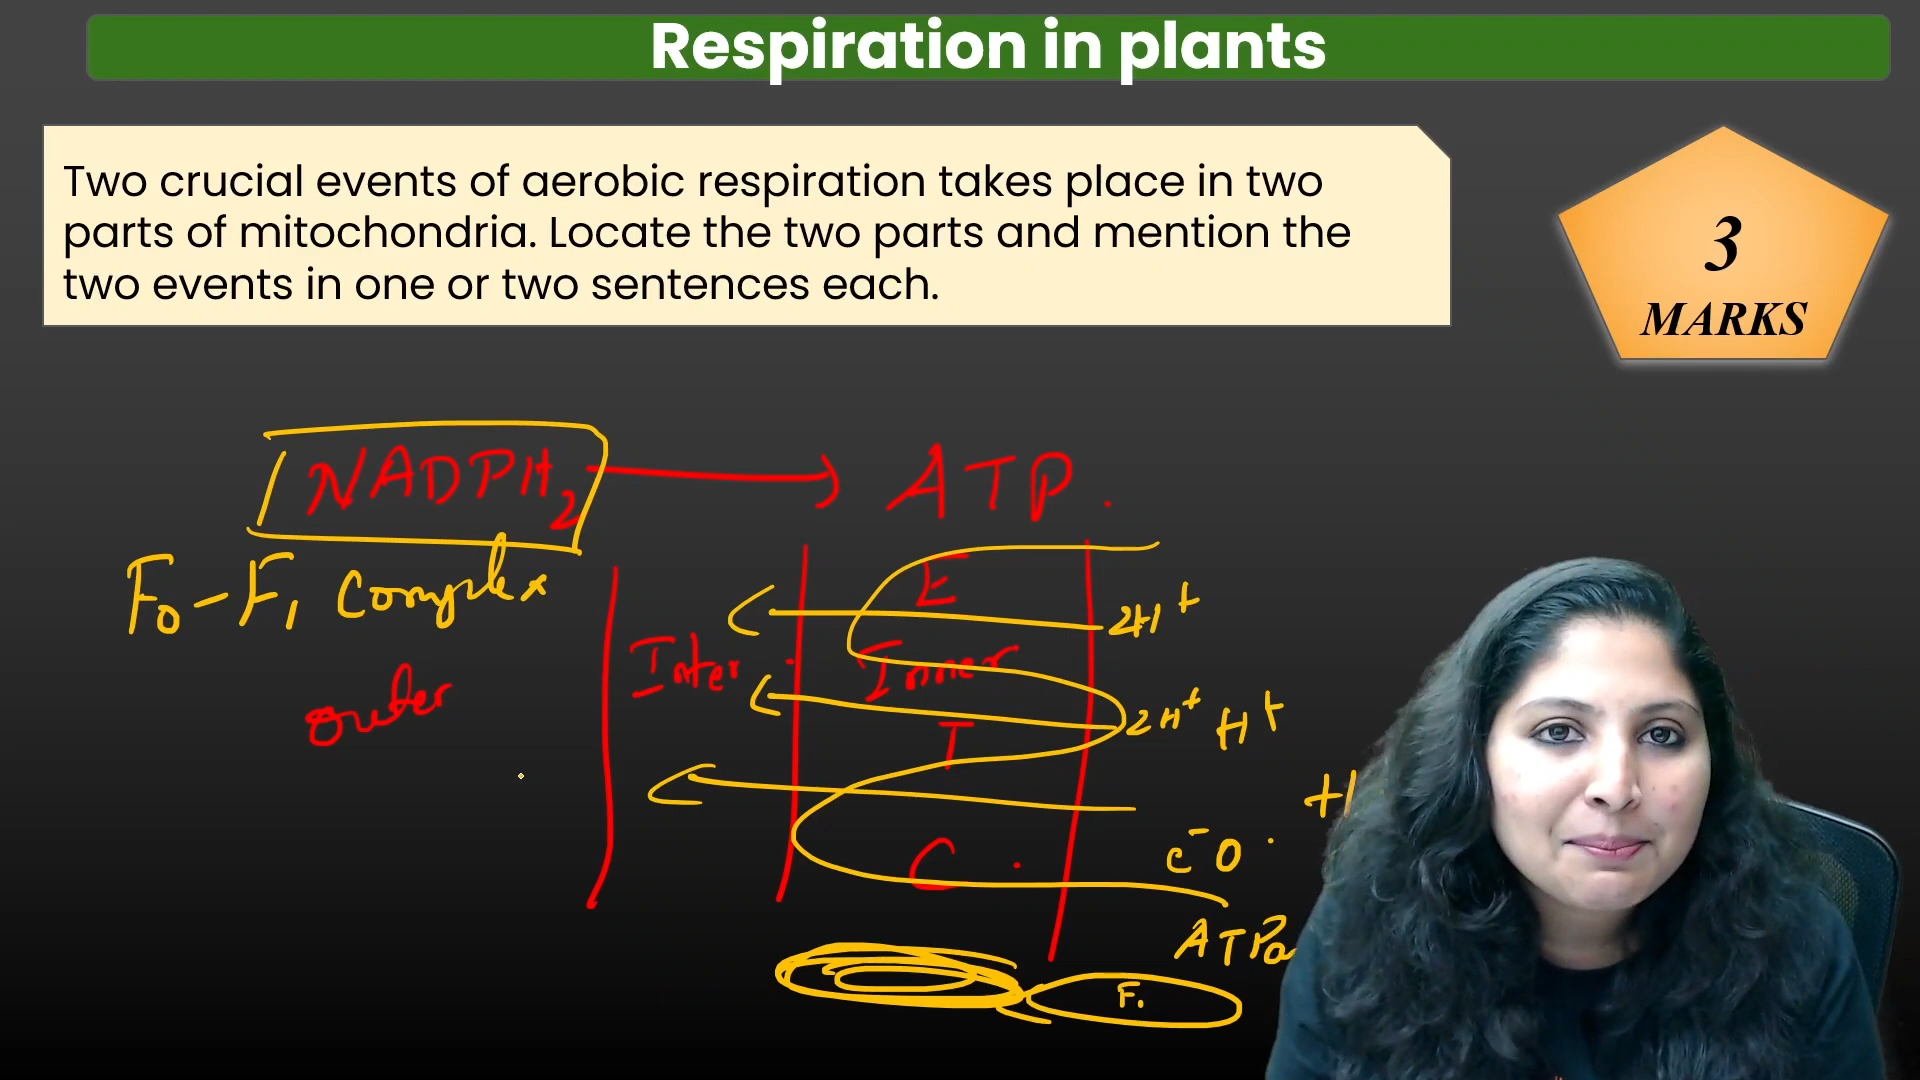 Respiration in plants
Two crucial events of aerobic respiration takes place in two
parts of mitochondria. Locate the two parts and mention the
two events in one or two sentences each.
3
MARKS
NADPH2 → ATP.
F0-F1 Complex
E
2H+
Inter
Inner
outer
T
2H+ H+
C
e- O
ATPa
F1